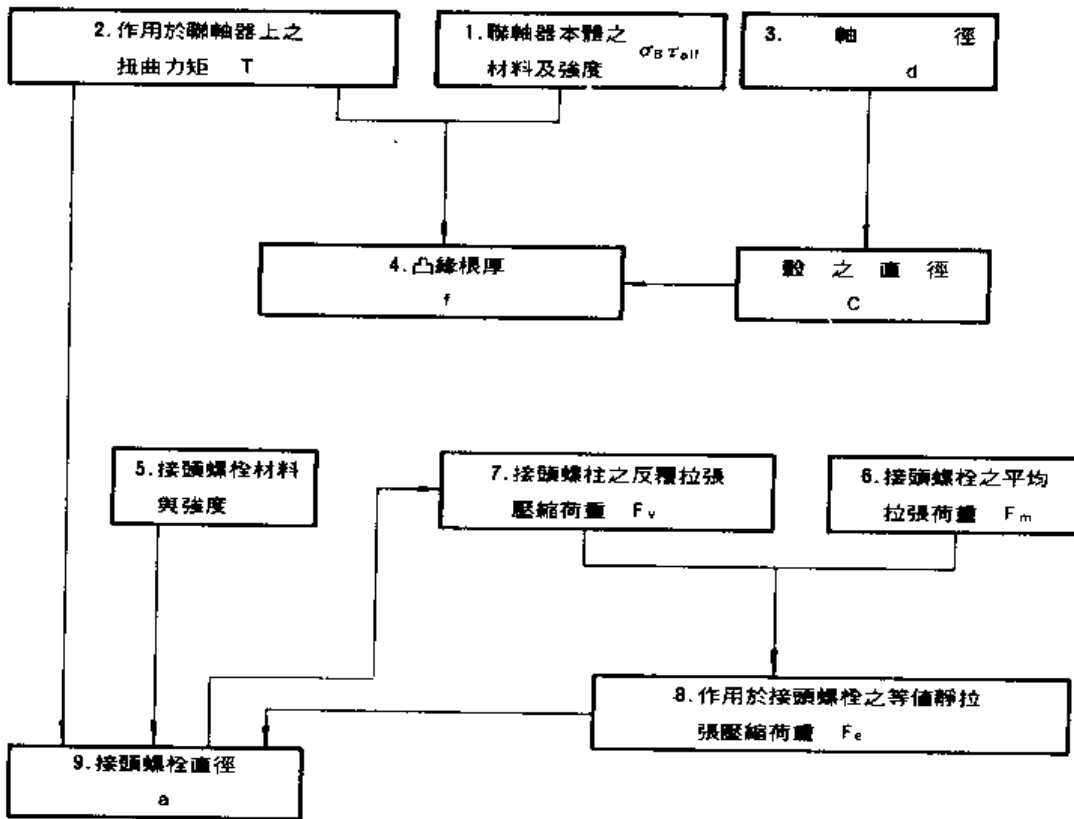 2.作用於聯軸器上之
扭曲力矩 T
1.聯軸器本體之
材料及強度 σB τall
3. 軸 徑
d
4.凸緣根厚
f
轂 之 直 徑
C
5.接頭螺栓材料
與強度
7.接頭螺柱之反覆拉張
壓縮荷重 Fv
6.接頭螺栓之平均
拉張荷重 Fm
8.作用於接頭螺栓之等值靜拉
張壓縮荷重 Fe
9.接頭螺栓直徑
a